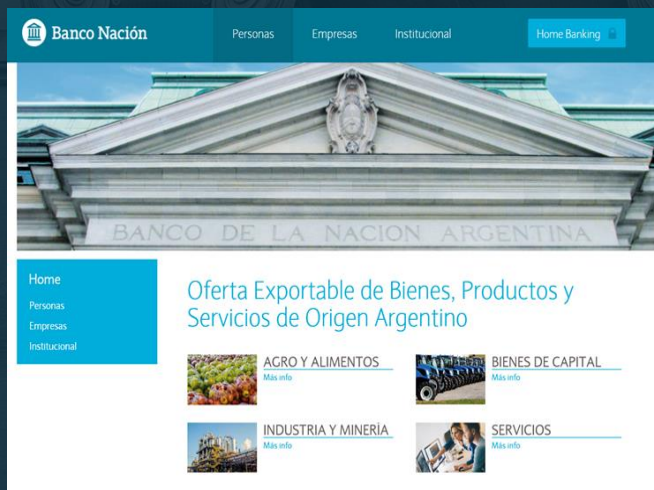 Banco Nación
Personas
Empresas
Institucional
Home Banking
BANCO DE LA NACION ARGENTINA
Home
Personas
Empresas
Institucional
Oferta Exportable de Bienes, Productos y
Servicios de Origen Argentino
AGRO Y ALIMENTOS
Más info
BIENES DE CAPITAL
Más info
INDUSTRIA Y MINERÍA
Más info
SERVICIOS
Más info